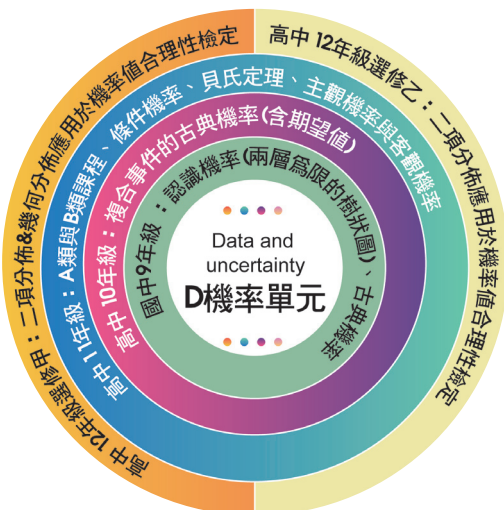 高中12年級選修甲：二項分佈&幾何分佈應用於機率值合理性檢定
高中 12年級選修乙：二項分佈應用於機率值合理性檢定
高中 11年級：A類與B類課程、條件機率、貝氏定理、主觀機率與客觀機率
高中 10年級：複合事件的古典機率(含期望值)
國中9年級：認識機率(兩層為限的樹狀圖)、古典機率
Data and
uncertainty
D機率單元